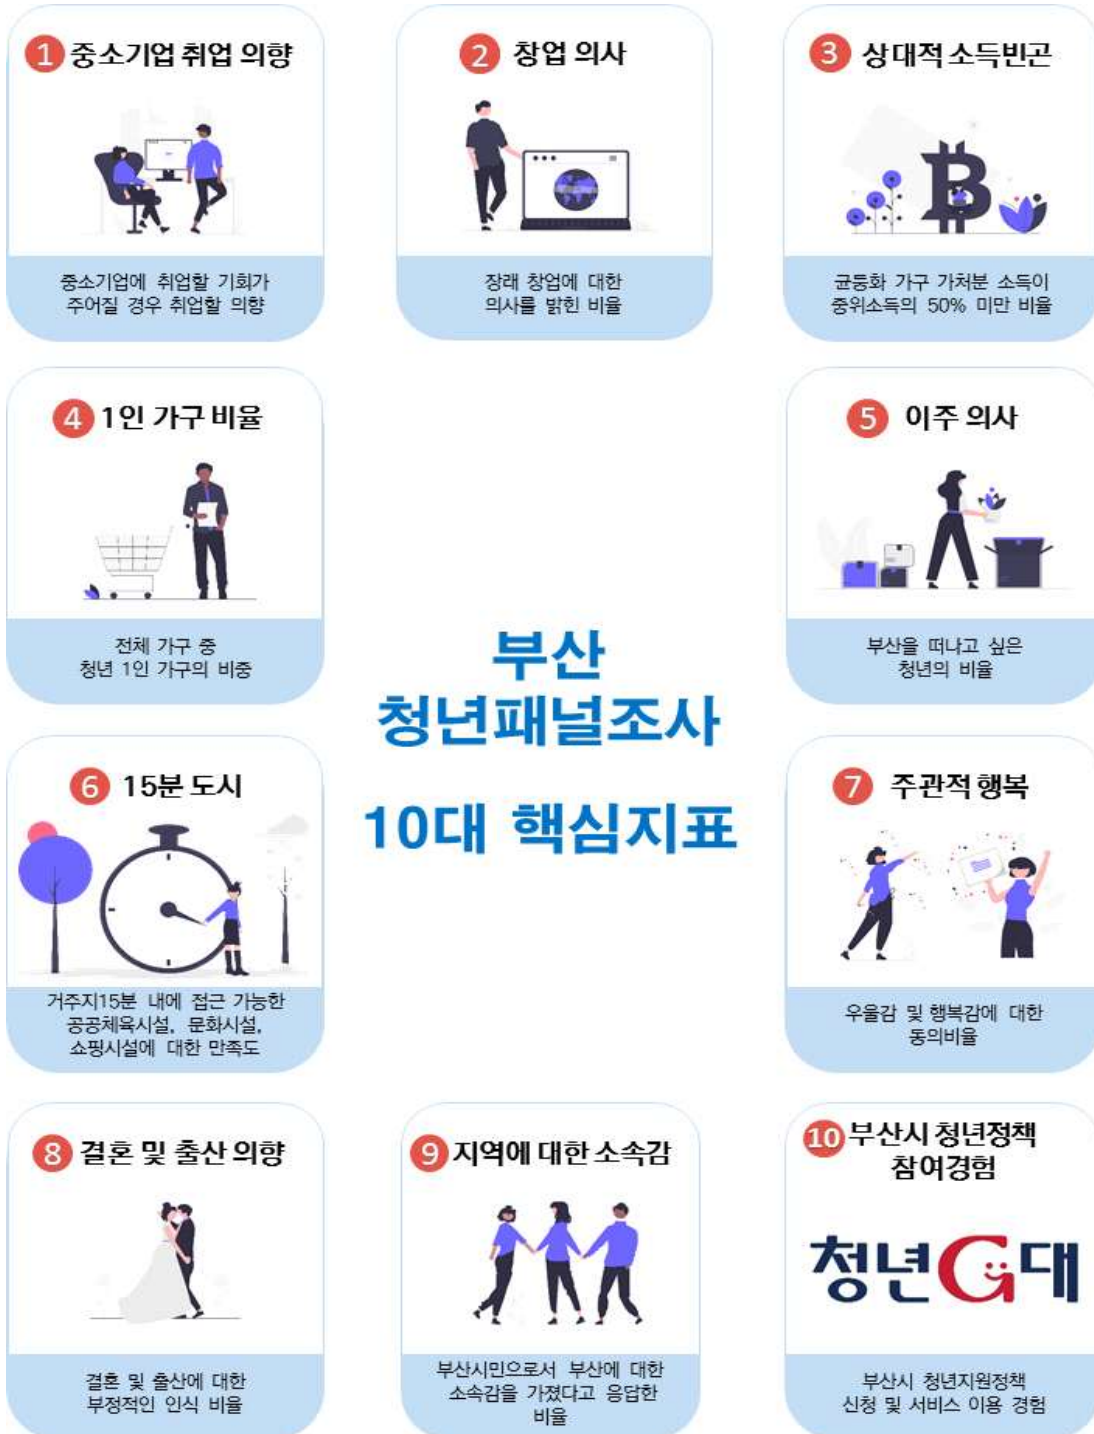 1 중소기업 취업 의향
중소기업에 취업할 기회가
주어질 경우 취업할 의향
2 창업 의사
장래 창업에 대한
의사를 밝힌 비율
3 상대적 소득빈곤
균등화 가구 가처분 소득이
중위소득의 50% 미만 비율
4 1인 가구 비율
전체 가구 중
청년 1인 가구의 비중
5 이주 의사
부산을 떠나고 싶은
청년의 비율
부산
청년패널조사
10대 핵심지표
6 15분 도시
거주지15분 내에 접근 가능한
공공체육시설, 문화시설,
쇼핑시설에 대한 만족도
7 주관적 행복
우울감 및 행복감에 대한
동의비율
8 결혼 및 출산 의향
결혼 및 출산에 대한
부정적인 인식 비율
9 지역에 대한 소속감
부산시민으로서 부산에 대한
소속감을 가졌다고 응답한
비율
10 부산시 청년정책
참여경험
청년G대
부산시 청년지원정책
신청 및 서비스 이용 경험